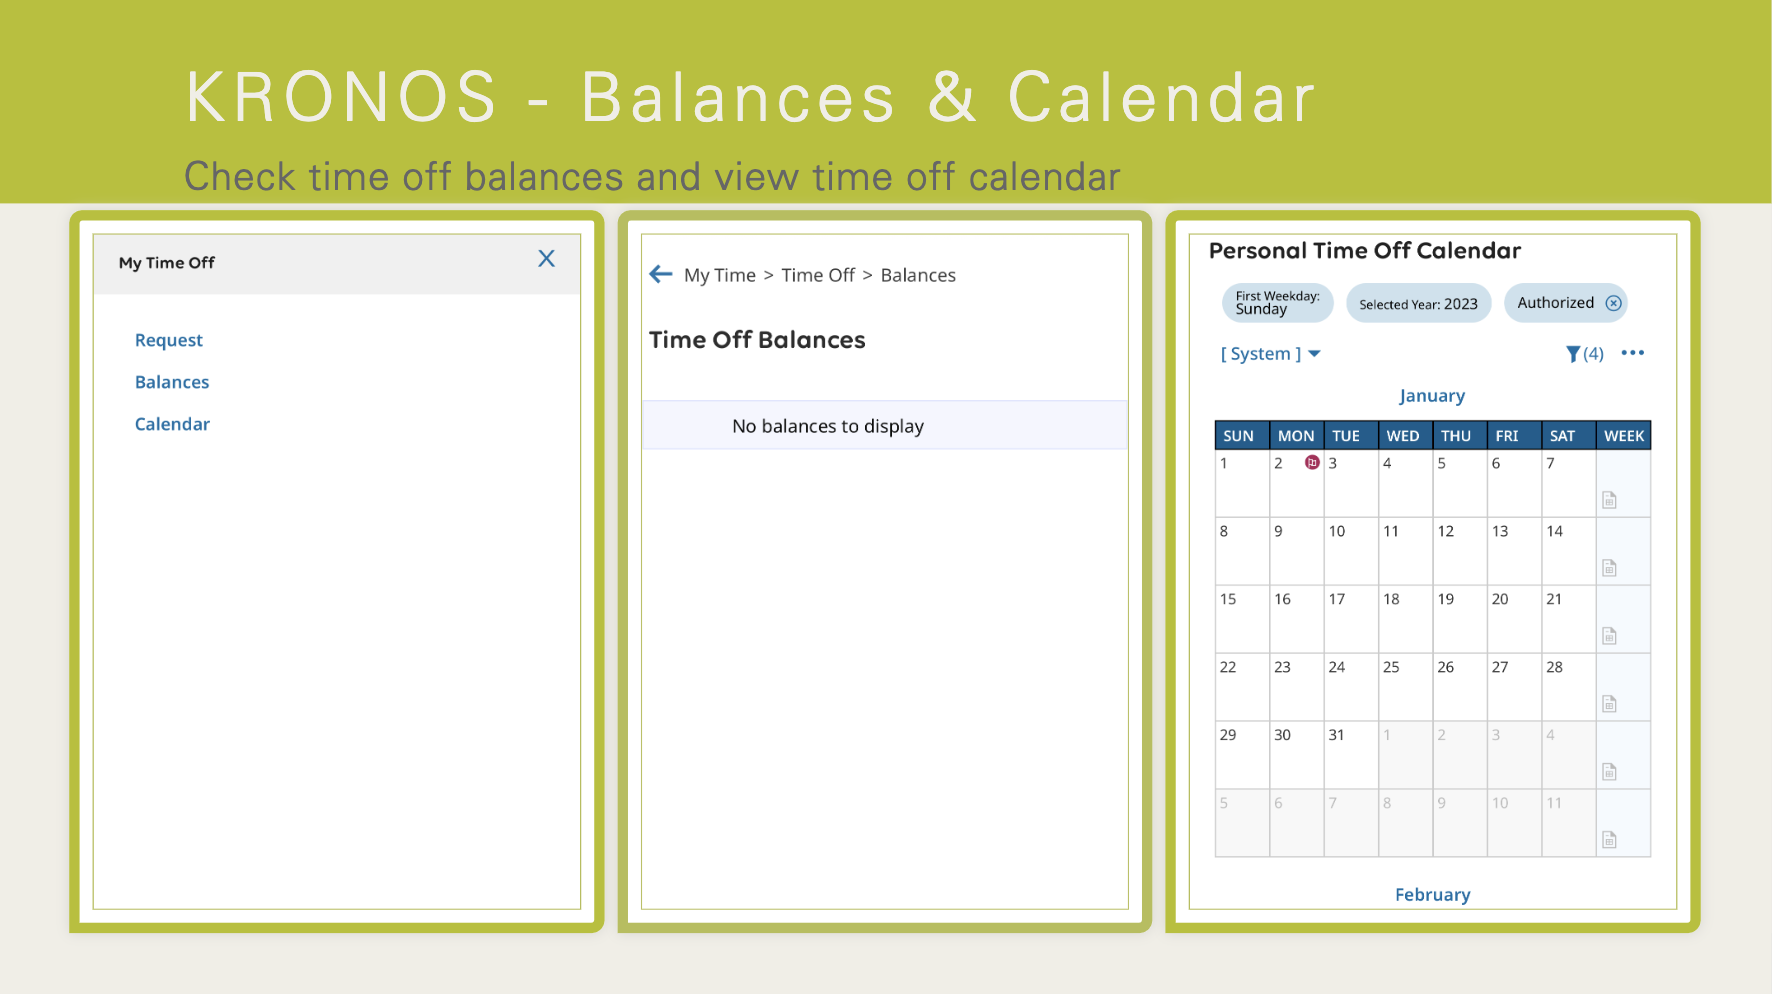 KRONOS - Balances & Calendar
Check time off balances and view time off calendar
My Time Off
X
Request
Balances
Calendar
My Time > Time Off > Balances
Time Off Balances
No balances to display
Personal Time Off Calendar
First Weekday:
Sunday
Selected Year: 2023
Authorized
[ System ]
(4)
January
SUN MON TUE WED THU FRI SAT WEEK
1 2 3 4 5 6 7
8 9 10 11 12 13 14
15 16 17 18 19 20 21
22 23 24 25 26 27 28
29 30 31 1 2 3 4
5 6 7 8 9 10 11
February